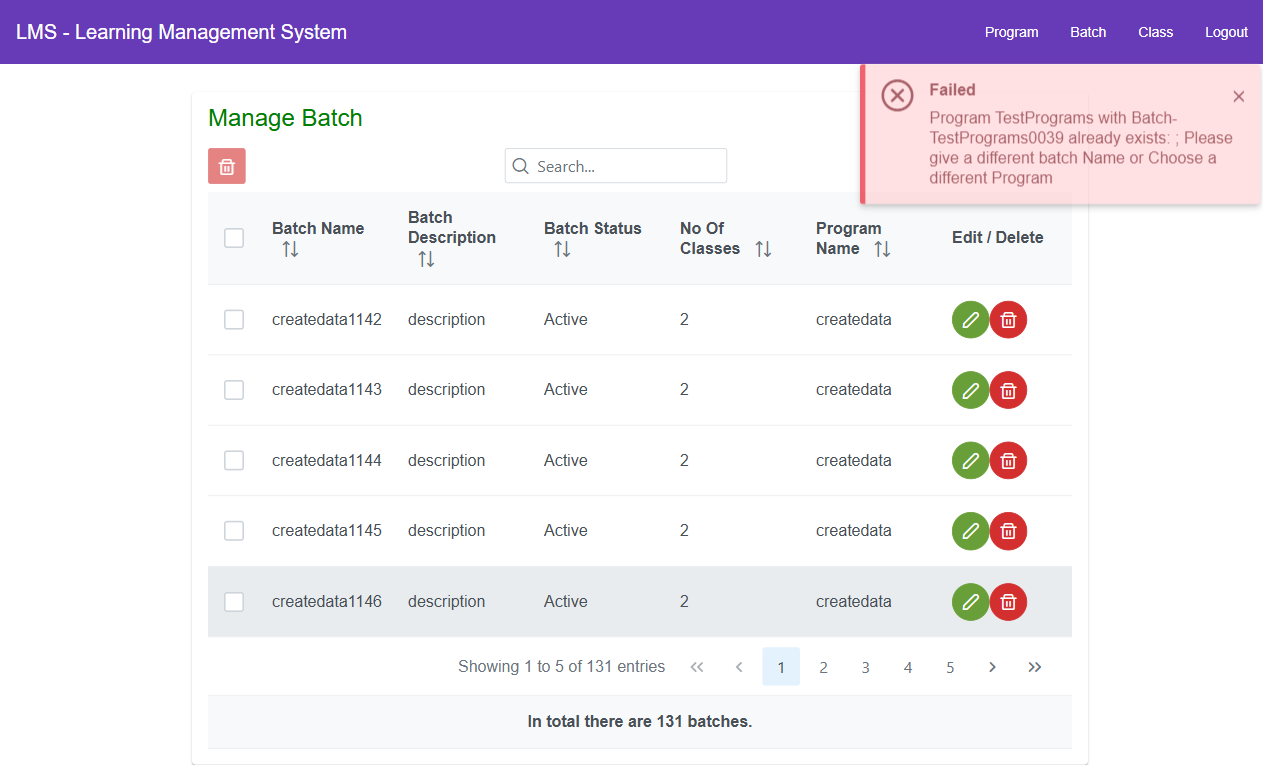 LMS - Learning Management System
Program
Batch
Class
Logout
Failed
Program TestPrograms with Batch-
TestPrograms0039 already exists: ; Please
give a different batch Name or Choose a
different Program
Manage Batch
Search...
Batch Name
Batch
Description
Batch Status
No Of
Classes
Program
Name
Edit / Delete
createdata1142 description Active 2 createdata
createdata1143 description Active 2 createdata
createdata1144 description Active 2 createdata
createdata1145 description Active 2 createdata
createdata1146 description Active 2 createdata
Showing 1 to 5 of 131 entries « ‹ 1 2 3 4 5 › »
In total there are 131 batches.